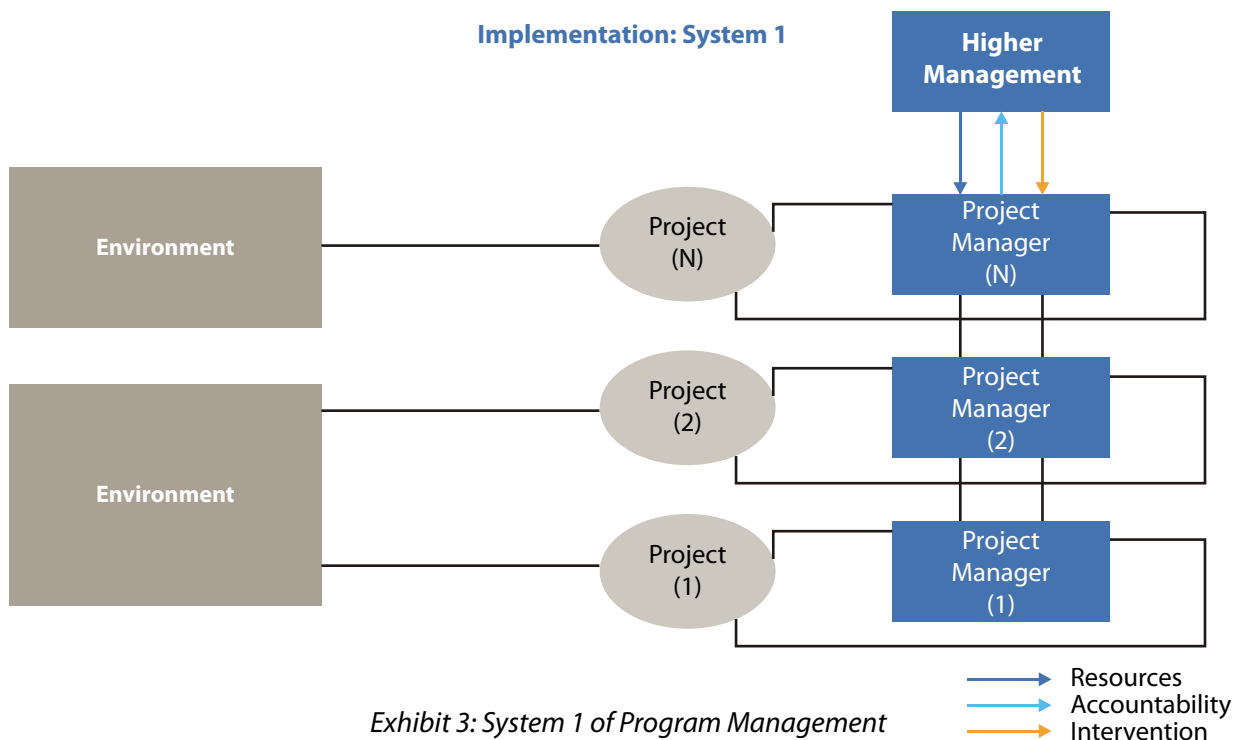 Implementation: System 1
Higher
Management
Environment
Project
(N)
Project
Manager
(N)
Environment
Project
(2)
Project
Manager
(2)
Project
(1)
Project
Manager
(1)
Resources
Accountability
Intervention
Exhibit 3: System 1 of Program Management